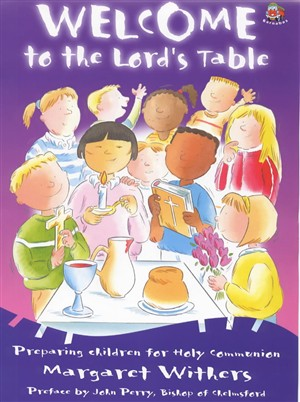 WELCOME
to the Lord's Table
Barnabas
Preparing children for Holy Communion
Margaret Withers
Preface by John Perry, Bishop of Chelmsford